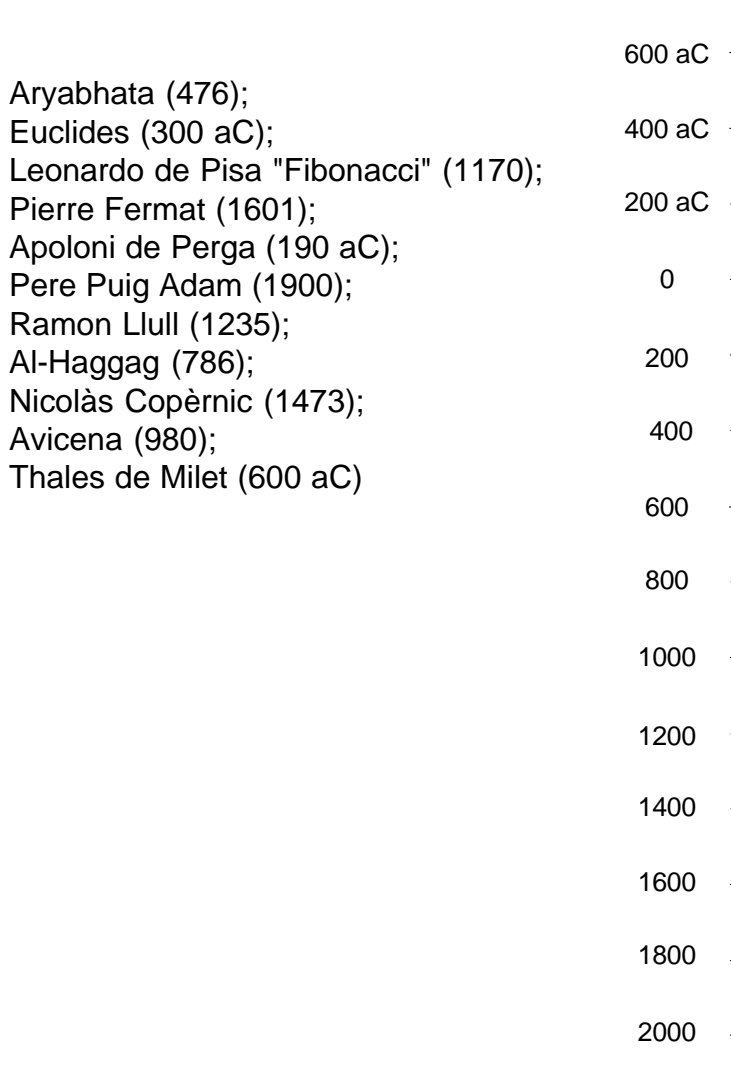 Aryabhata (476);
Euclides (300 aC);
Leonardo de Pisa "Fibonacci" (1170);
Pierre Fermat (1601);
Apoloni de Perga (190 aC);
Pere Puig Adam (1900);
Ramon Llull (1235);
Al-Haggag (786);
Nicolàs Copèrnic (1473);
Avicena (980);
Thales de Milet (600 aC)
600 aC
400 aC
200 aC
0
200
400
600
800
1000
1200
1400
1600
1800
2000